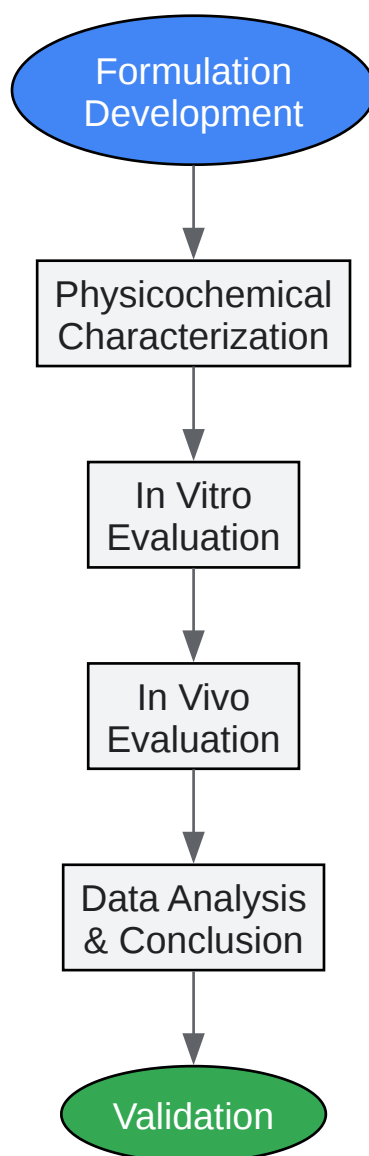 Formulation
Development
Physicochemical
Characterization
In Vitro
Evaluation
In Vivo
Evaluation
Data Analysis
& Conclusion
Validation